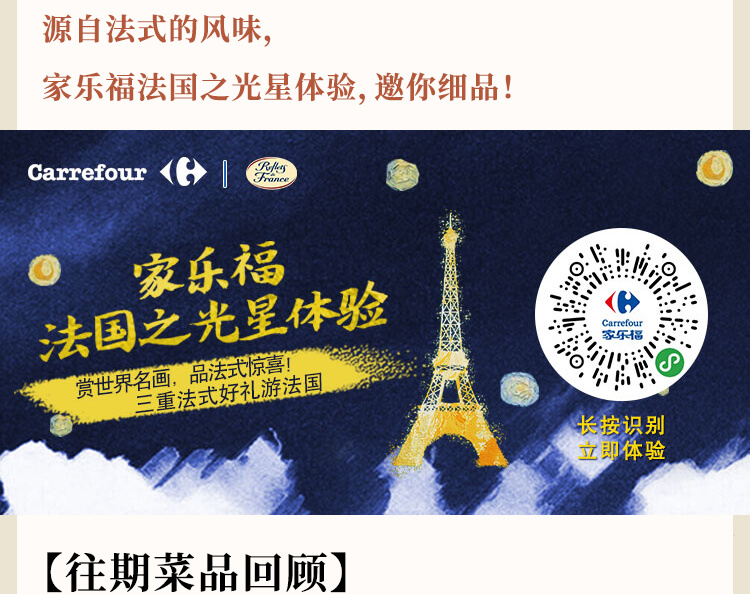 源自法式的风味，
家乐福法国之光星体验，邀你细品！
Carrefour
Reflets de France
家乐福
法国之光星体验
赏世界名画，品法式惊喜！
三重法式好礼游法国
Carrefour
家乐福
长按识别
立即体验
【往期菜品回顾】